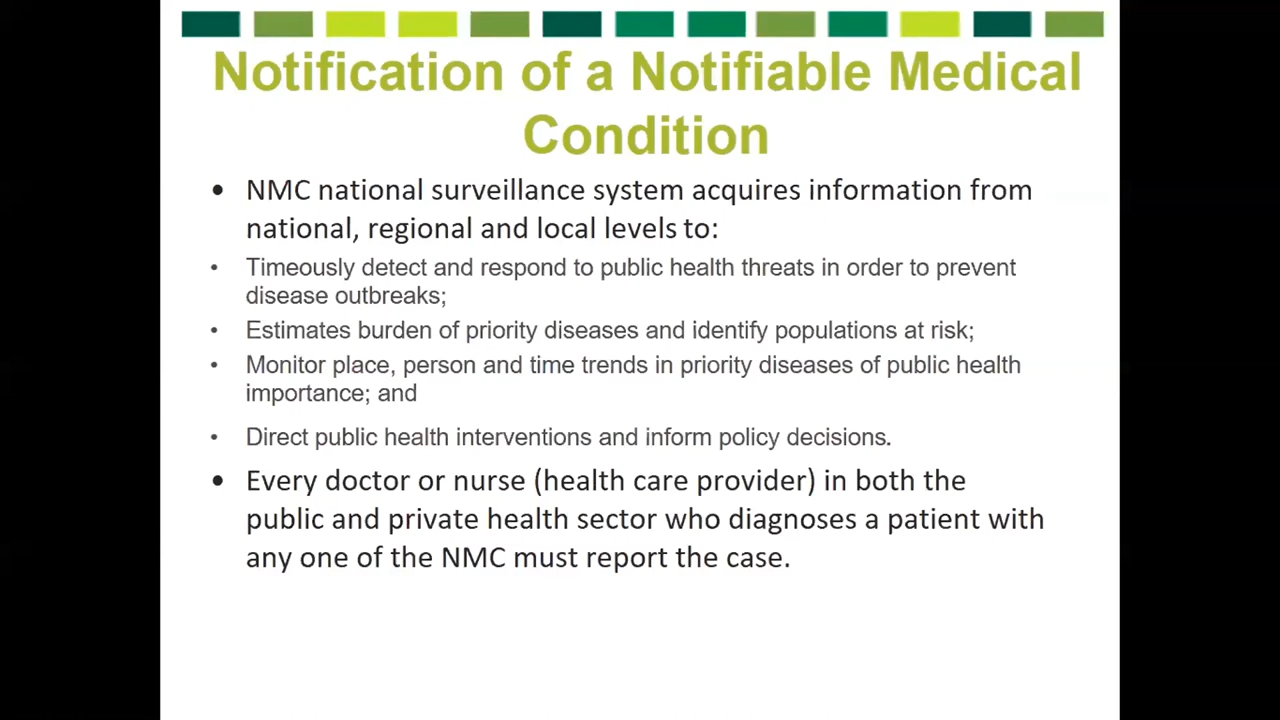 Notification of a Notifiable Medical
Condition
• NMC national surveillance system acquires information from
national, regional and local levels to:
• Timeously detect and respond to public health threats in order to prevent
disease outbreaks;
• Estimates burden of priority diseases and identify populations at risk;
• Monitor place, person and time trends in priority diseases of public health
importance; and
• Direct public health interventions and inform policy decisions.
• Every doctor or nurse (health care provider) in both the
public and private health sector who diagnoses a patient with
any one of the NMC must report the case.